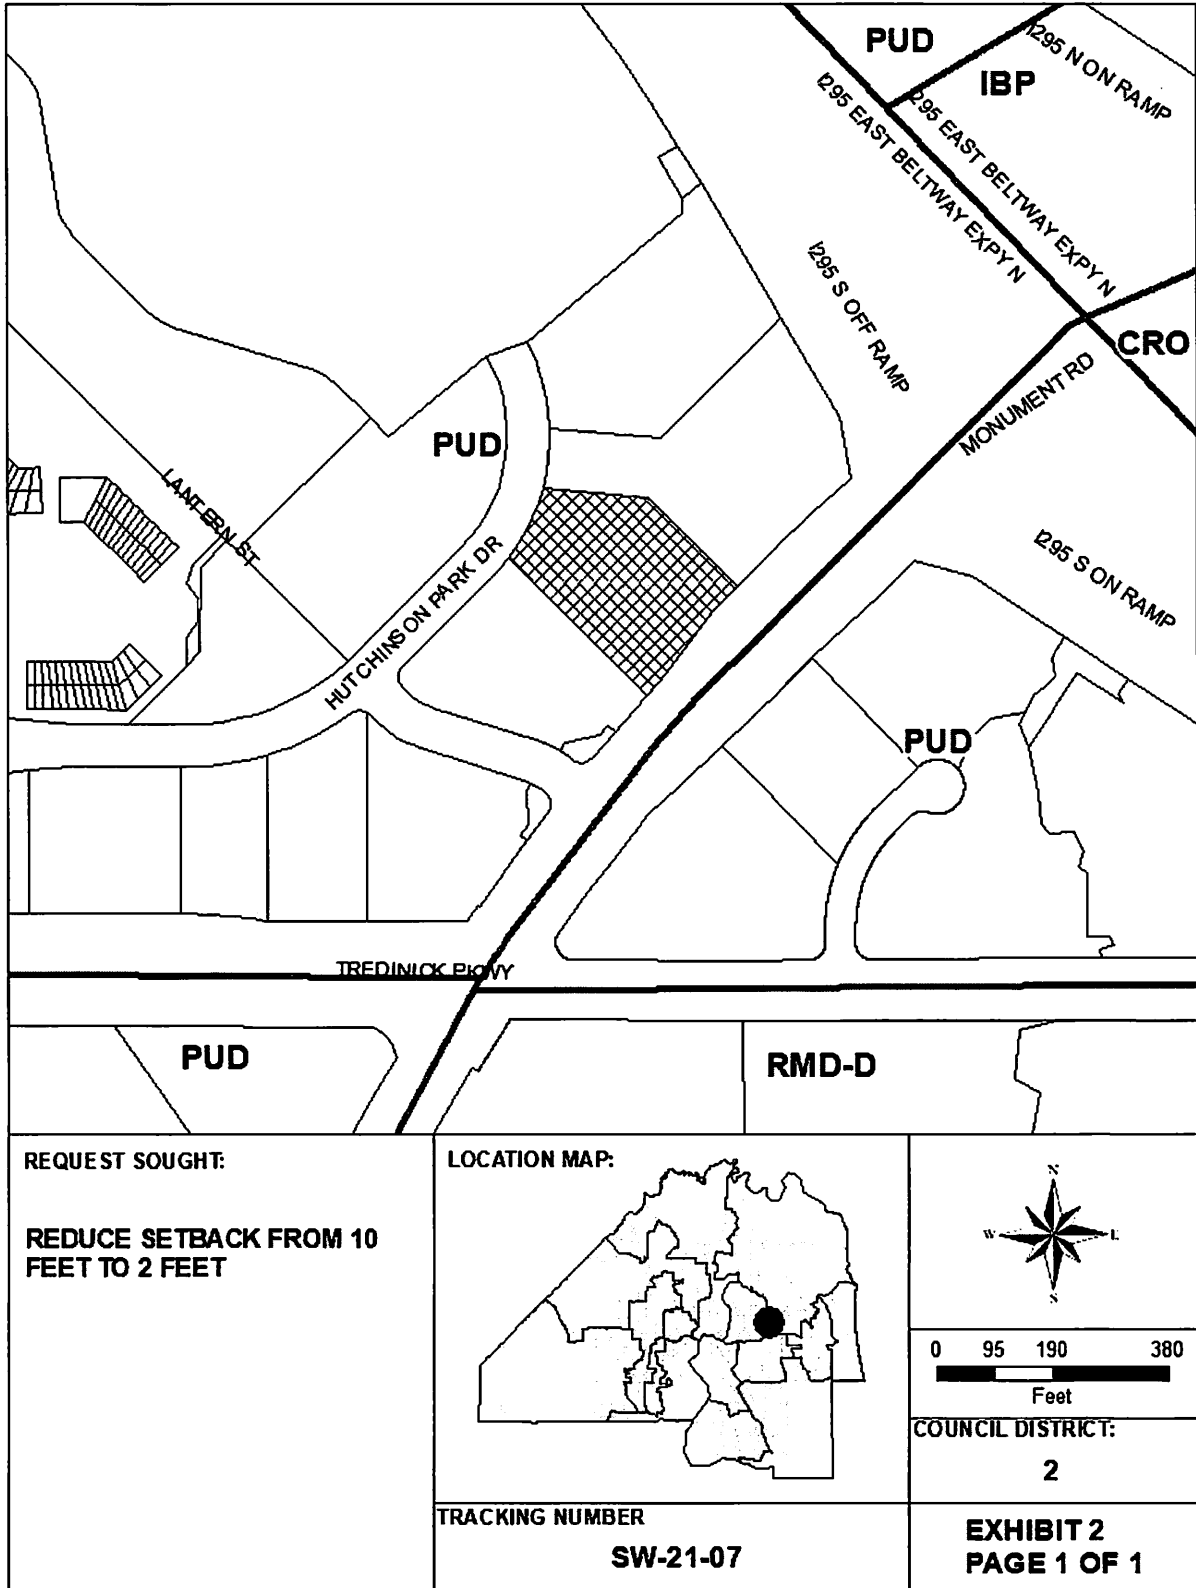 PUD
IBP
I295 N ON RAMP
I295 EAST BELTWAY EXPY N
I295 EAST BELTWAY EXPY N
I295 S OFF RAMP
CRO
MONUMENT RD
PUD
LANTERN ST
HUTCHINSON PARK DR
I295 S ON RAMP
PUD
TREDINICK PKWY
PUD
RMD-D
REQUEST SOUGHT:
REDUCE SETBACK FROM 10
FEET TO 2 FEET
LOCATION MAP:
N
W
E
S
0 95 190 380
Feet
COUNCIL DISTRICT:
2
TRACKING NUMBER
SW-21-07
EXHIBIT 2
PAGE 1 OF 1